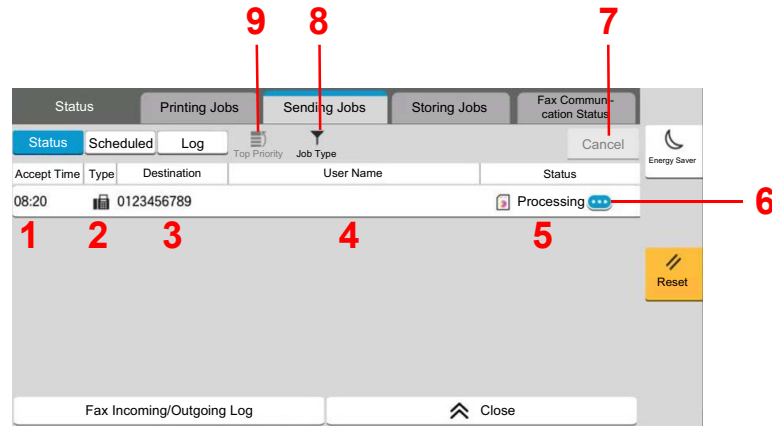 9 8 7
Status Printing Jobs Sending Jobs Storing Jobs Fax Communi-
cation Status
Status Scheduled Log Top Priority Job Type Cancel
Energy Saver
Accept Time Type Destination User Name Status
08:20 0123456789 Processing 6
1 2 3 4 5
Reset
Fax Incoming/Outgoing Log Close